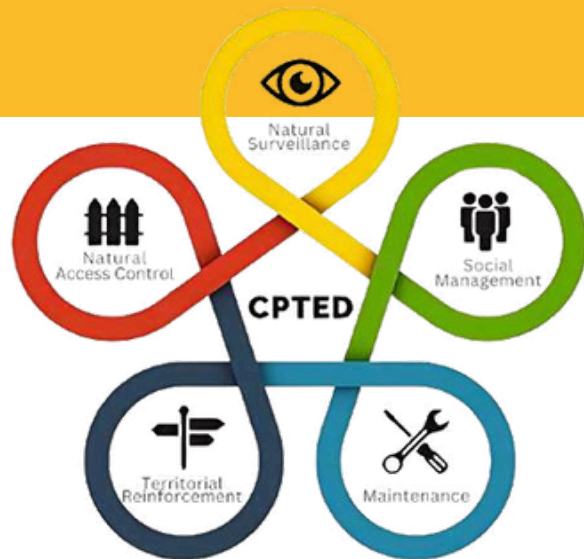 Natural
Surveillance
Natural
Access Control
Social
Management
CPTED
Territorial
Reinforcement
Maintenance